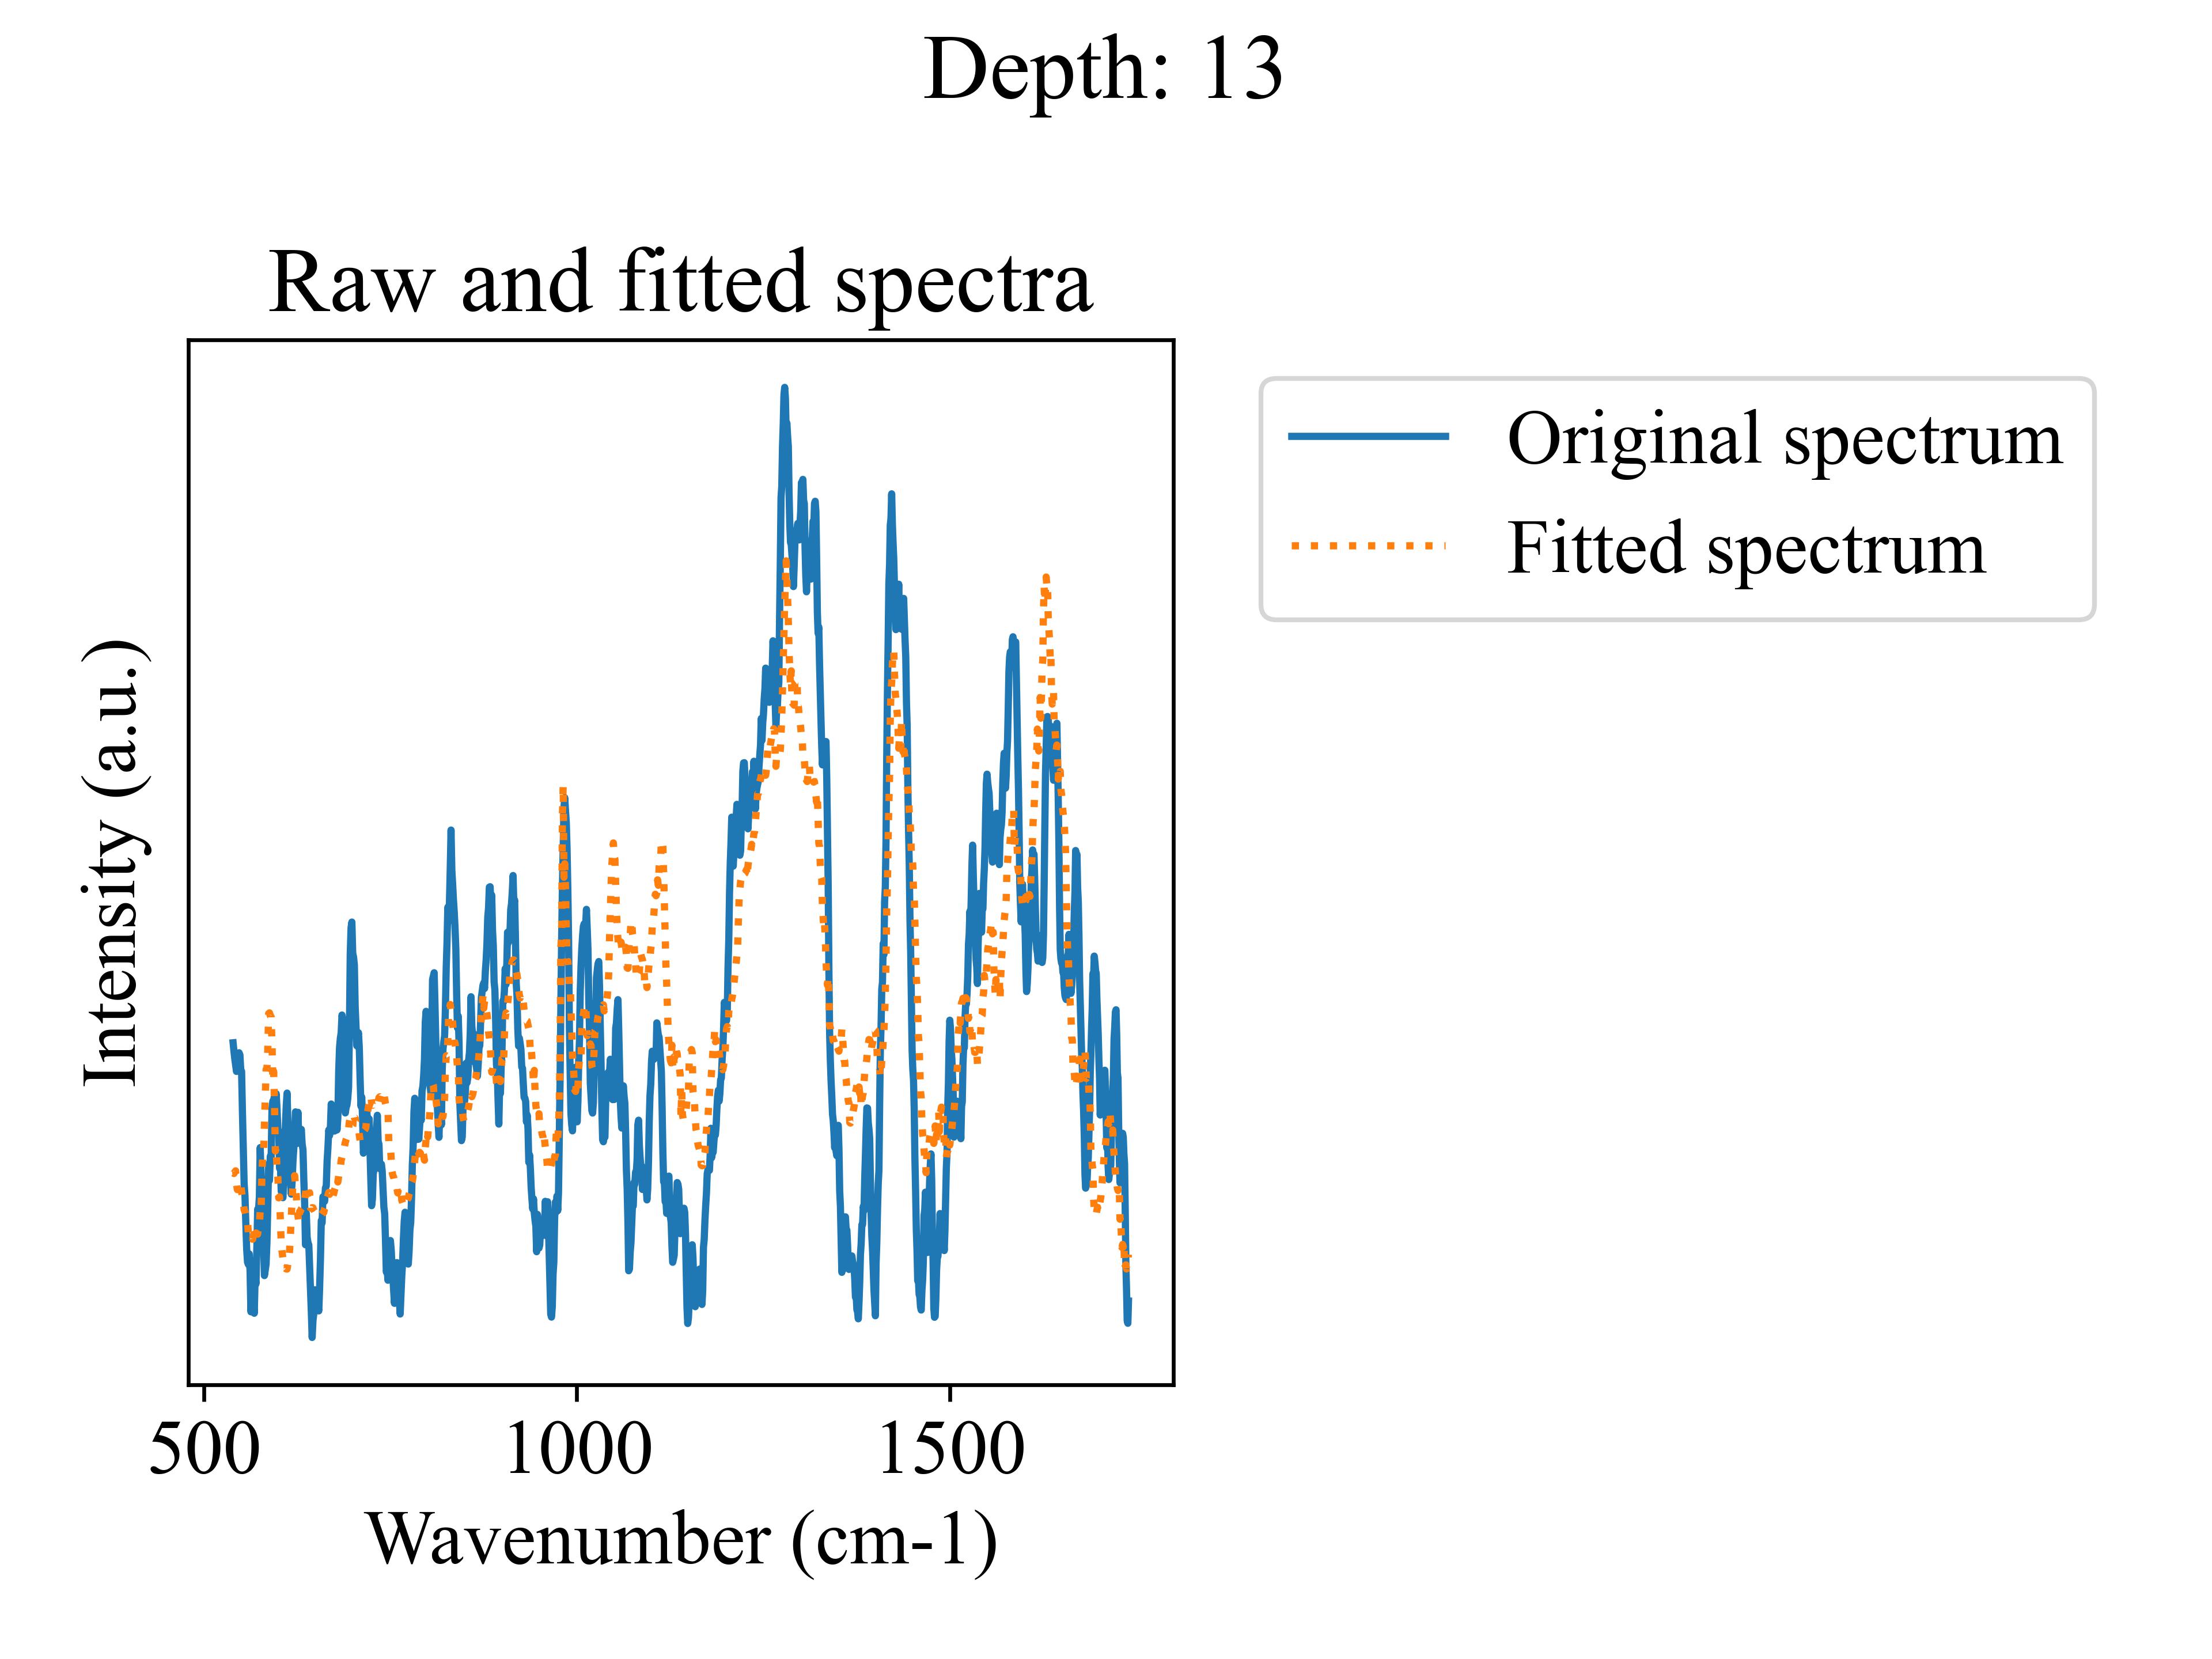 Depth: 13
Raw and fitted spectra
Original spectrum
Fitted spectrum
Intensity (a.u.)
500 1000 1500
Wavenumber (cm-1)